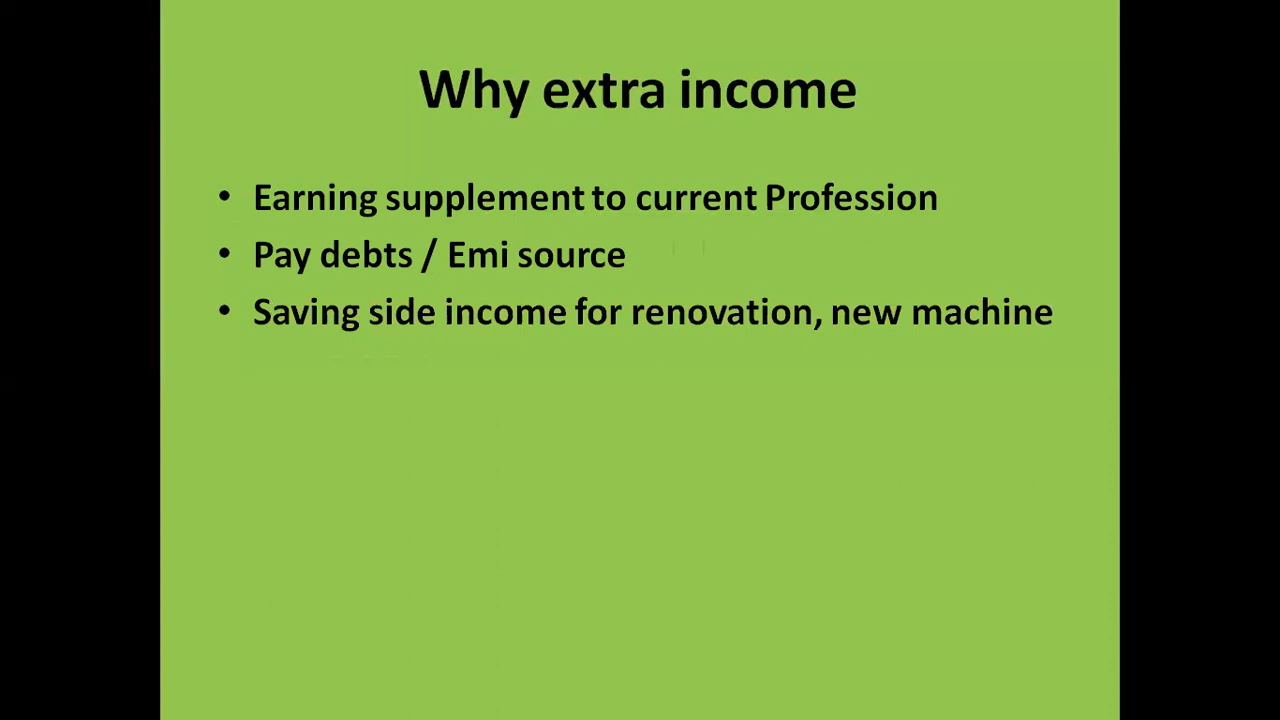 Why extra income
• Earning supplement to current Profession
• Pay debts / Emi source
• Saving side income for renovation, new machine